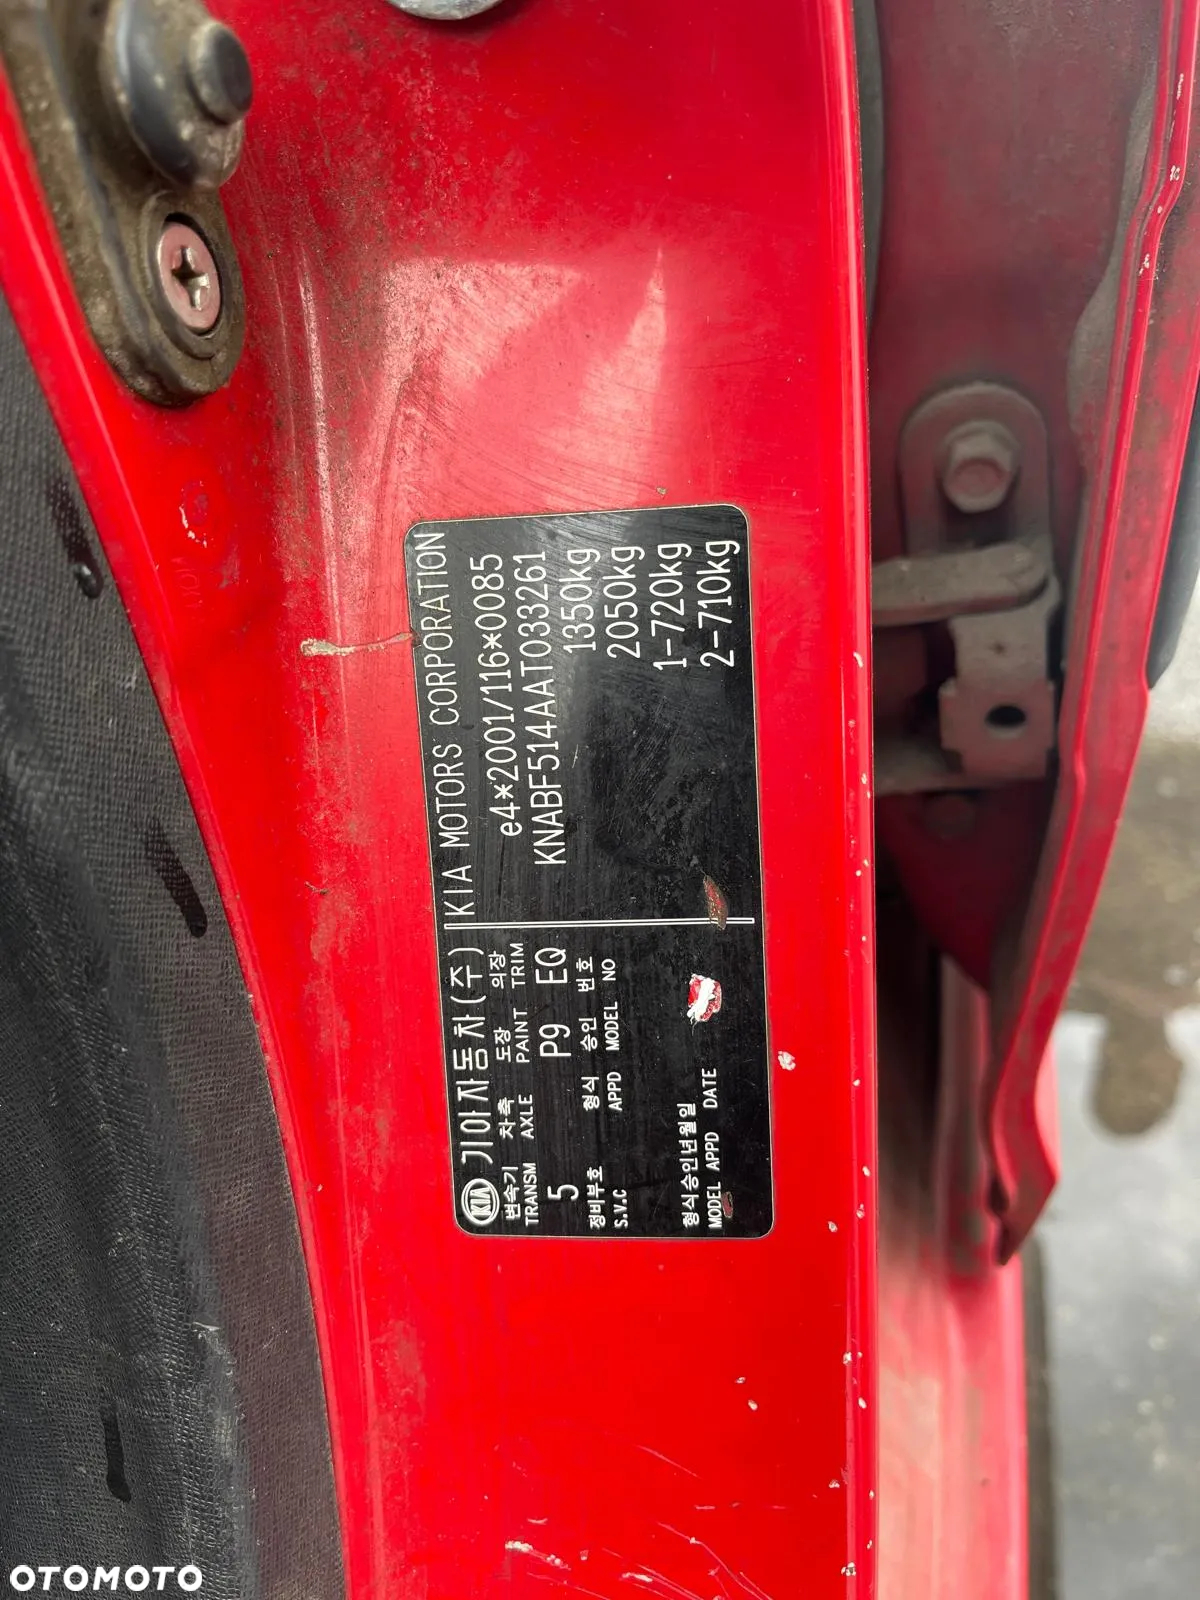 KIA 기아자동차(주) KIA MOTORS CORPORATION
변속기 차축 도장 의장
TRANSM AXLE PAINT TRIM
5 P9 EQ
정비부호 형식 승인 번호
S.V.C APPD MODEL NO
형식승인년월일
MODEL APPD DATE
e4*2001/116*0085
KNABF514AAT033261
1350kg
2050kg
1-720kg
2-710kg
OTOMOTO